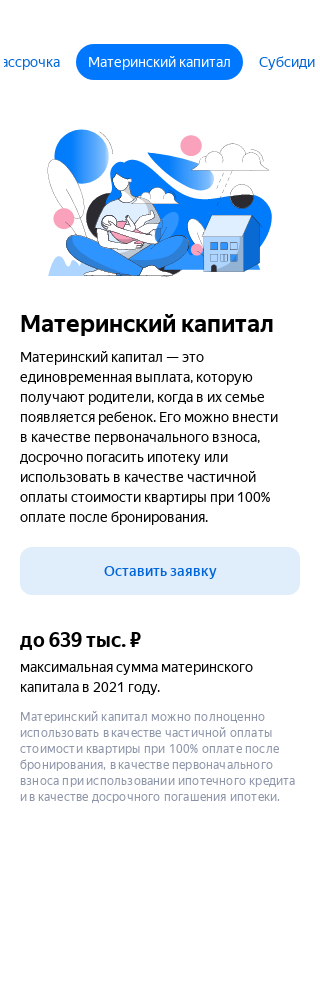 ассрочка Материнский капитал Субсиди
Материнский капитал
Материнский капитал — это
единовременная выплата, которую
получают родители, когда в их семье
появляется ребенок. Его можно внести
в качестве первоначального взноса,
досрочно погасить ипотеку или
использовать в качестве частичной
оплаты стоимости квартиры при 100%
оплате после бронирования.
Оставить заявку
до 639 тыс. ₽
максимальная сумма материнского
капитала в 2021 году.
Материнский капитал можно полноценно
использовать в качестве частичной оплаты
стоимости квартиры при 100% оплате после
бронирования, в качестве первоначального
взноса при использовании ипотечного кредита
и в качестве досрочного погашения ипотеки.